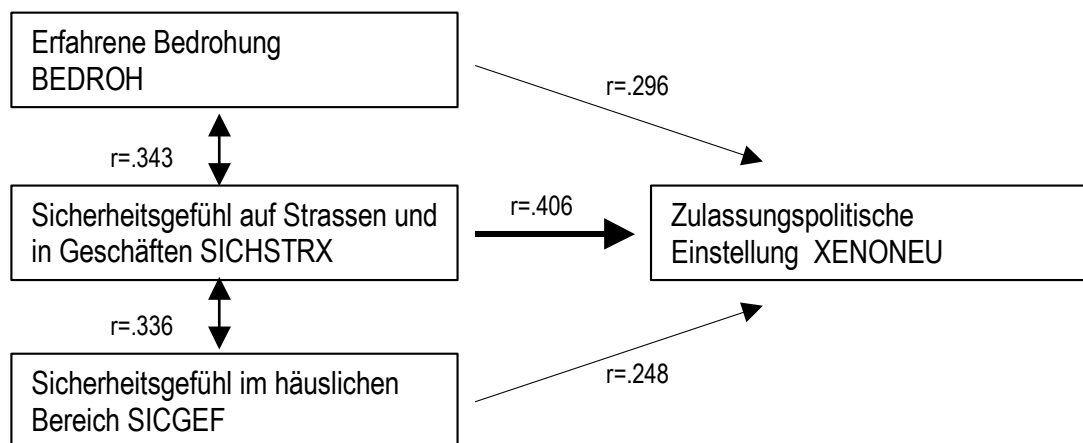 Erfahrene Bedrohung
BEDROH
r=.296
r=.343
Sicherheitsgefühl auf Strassen und
in Geschäften SICHSTRX
r=.406
Zulassungspolitische
Einstellung XENONEU
r=.336
Sicherheitsgefühl im häuslichen
Bereich SICGEF
r=.248